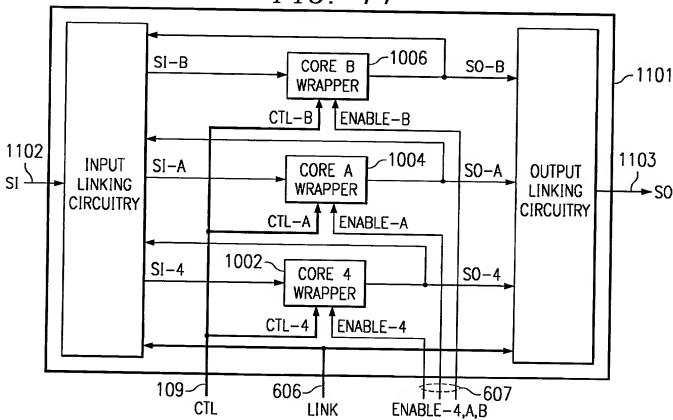 1006
CORE B
WRAPPER
SI-B
SO-B
1101
CTL-B
ENABLE-B
1102
SI
INPUT
LINKING
CIRCUITRY
SI-A
CORE A
WRAPPER
1004
SO-A
OUTPUT
LINKING
CIRCUITRY
1103
SO
CTL-A
ENABLE-A
1002
SI-4
CORE 4
WRAPPER
SO-4
CTL-4
ENABLE-4
109
606
607
CTL
LINK
ENABLE-4,A,B